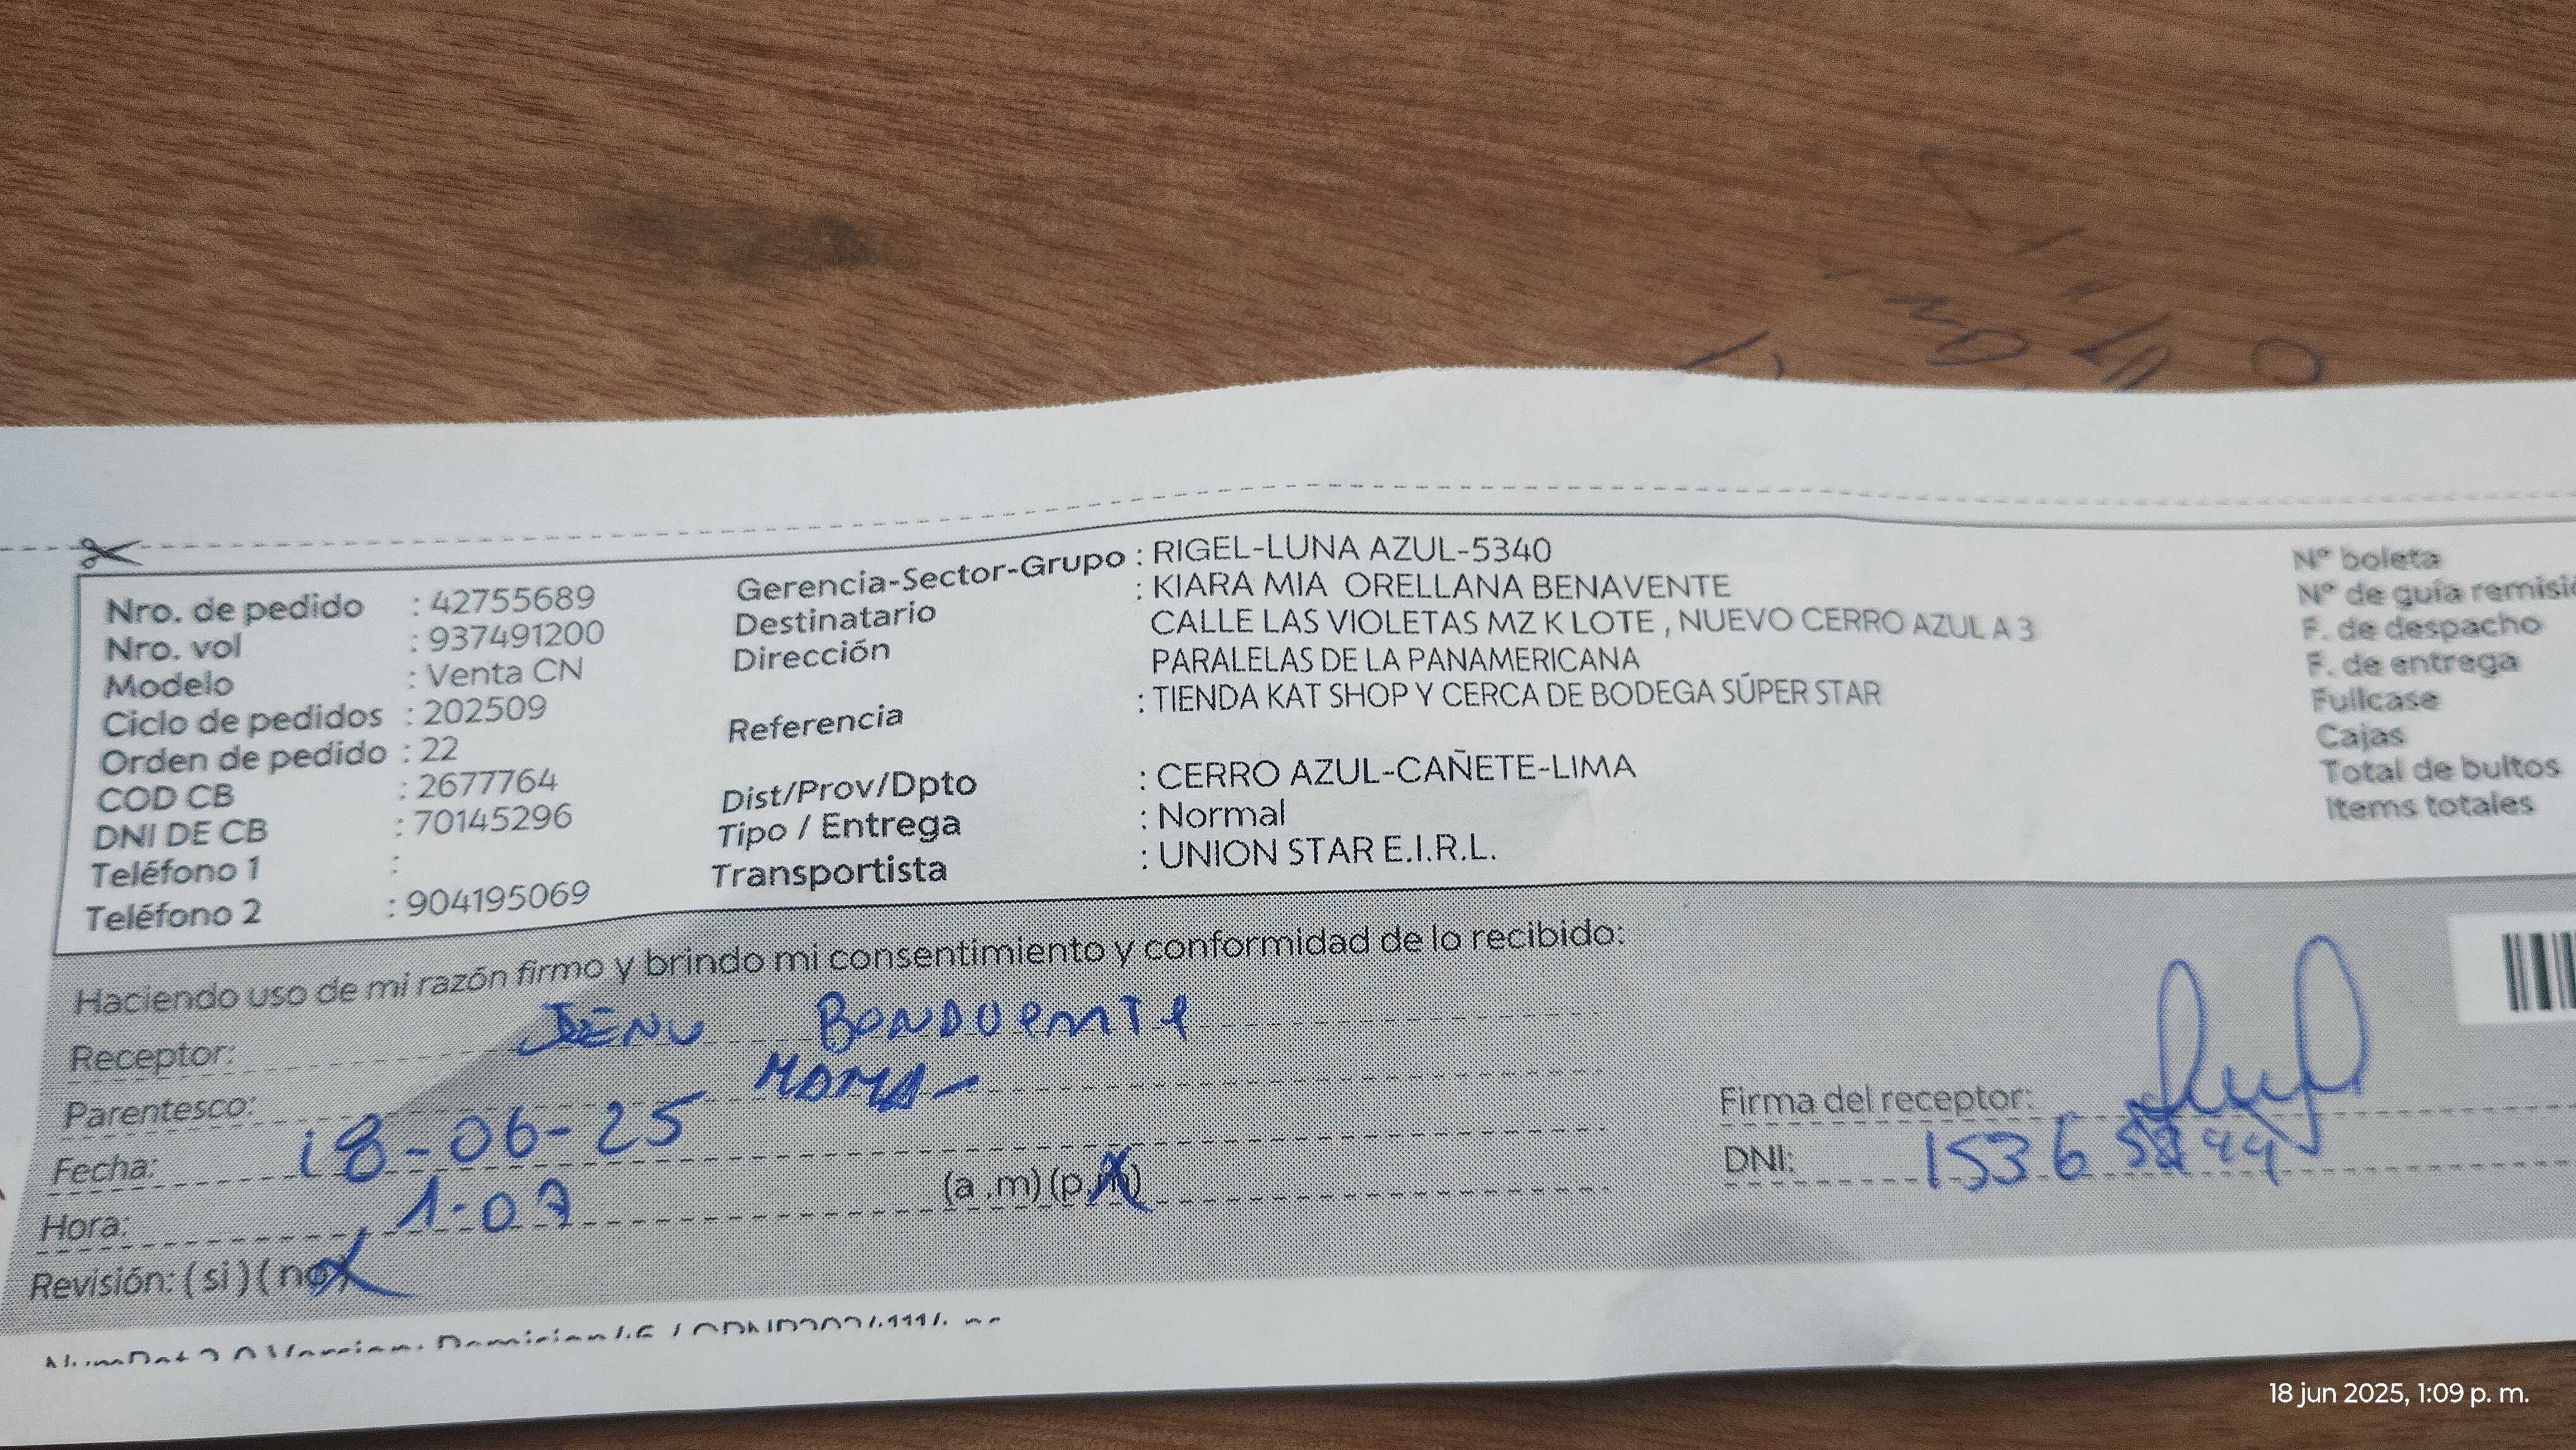 Nro. de pedido : 42755689
Nro. vol : 937491200
Modelo : Venta CN
Ciclo de pedidos : 202509
Orden de pedido : 22
COD CB : 2677764
DNI DE CB : 70145296
Teléfono 1 :
Teléfono 2 : 904195069
Gerencia-Sector-Grupo : RIGEL-LUNA AZUL-5340
Destinatario : KIARA MIA ORELLANA BENAVENTE
Dirección CALLE LAS VIOLETAS MZ K LOTE , NUEVO CERRO AZUL A 3
PARALELAS DE LA PANAMERICANA
Referencia : TIENDA KAT SHOP Y CERCA DE BODEGA SÚPER STAR
Dist/Prov/Dpto : CERRO AZUL-CAÑETE-LIMA
Tipo / Entrega : Normal
Transportista : UNION STAR E.I.R.L.
Nº boleta
Nº de guía remisió
F. de despacho
F. de entrega
Fullcase
Cajas
Total de bultos
Items totales
Haciendo uso de mi razón firmo y brindo mi consentimiento y conformidad de lo recibido:
Receptor:
Parentesco: MAMA
Fecha: 18-06-25
Hora: 1:07 (a .m) (p.m)
Revisión: ( si ) ( no )
Firma del receptor:
DNI:
18 jun 2025, 1:09 p. m.